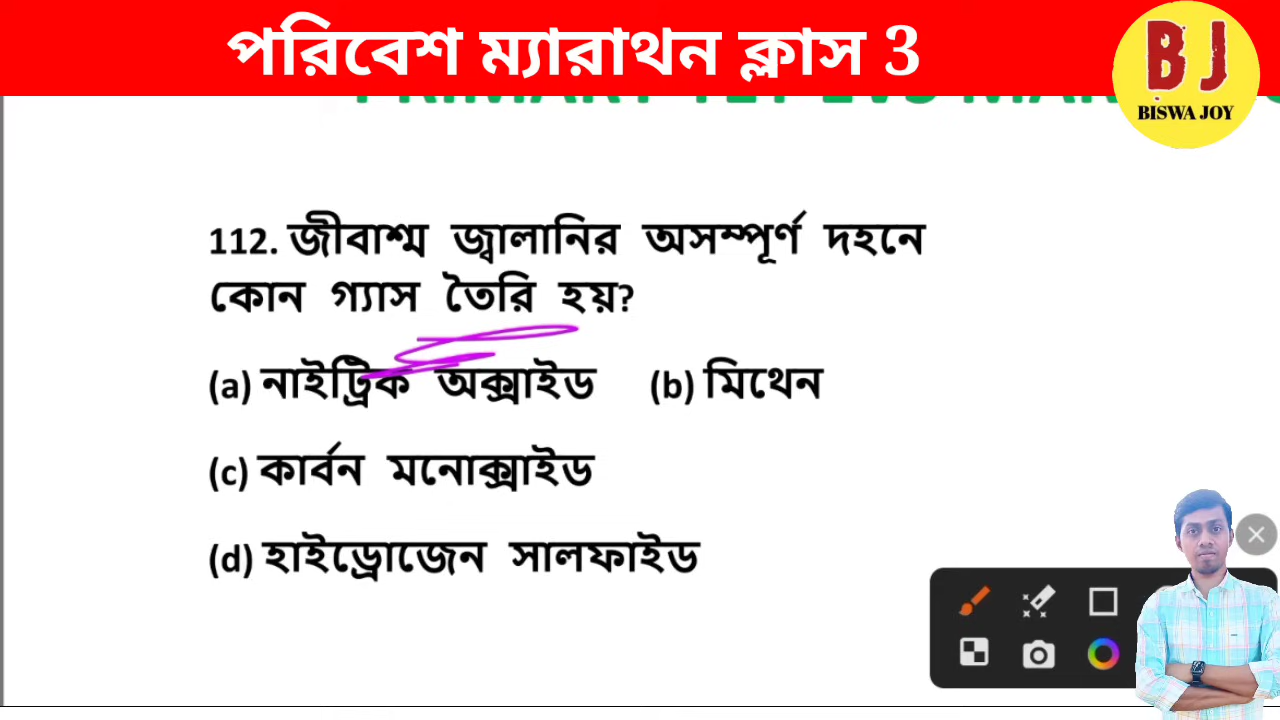 পরিবেশ ম্যারাথন ক্লাস 3
BJ
BISWA JOY
112. জীবাশ্ম জ্বালানির অসম্পূর্ণ দহনে
কোন গ্যাস তৈরি হয়?
(a) নাইট্রিক অক্সাইড (b) মিথেন
(c) কার্বন মনোক্সাইড
(d) হাইড্রোজেন সালফাইড